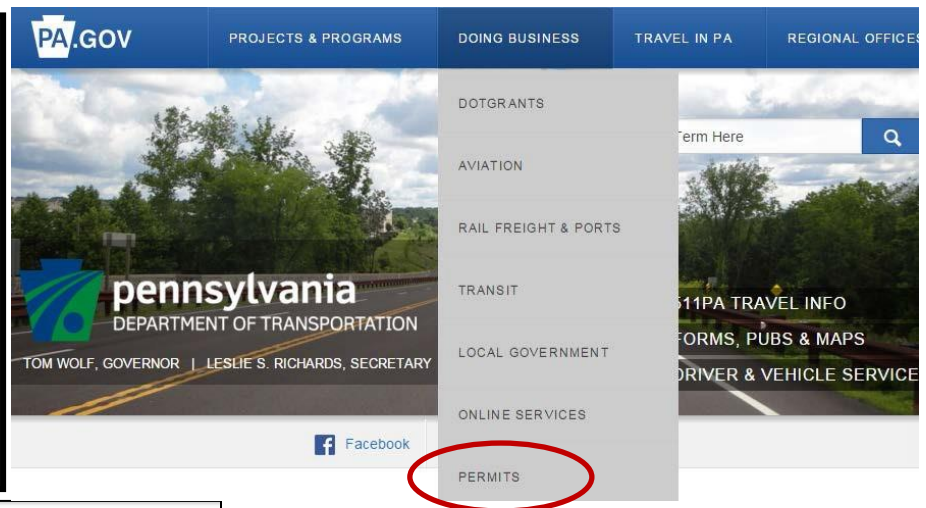 PA.GOV PROJECTS & PROGRAMS DOING BUSINESS TRAVEL IN PA REGIONAL OFFICES
DOTGRANTS
Term Here
AVIATION
RAIL FREIGHT & PORTS
TRANSIT
LOCAL GOVERNMENT
ONLINE SERVICES
PERMITS
pennsylvania
DEPARTMENT OF TRANSPORTATION
TOM WOLF, GOVERNOR | LESLIE S. RICHARDS, SECRETARY
511PA TRAVEL INFO
FORMS, PUBS & MAPS
DRIVER & VEHICLE SERVICE
Facebook